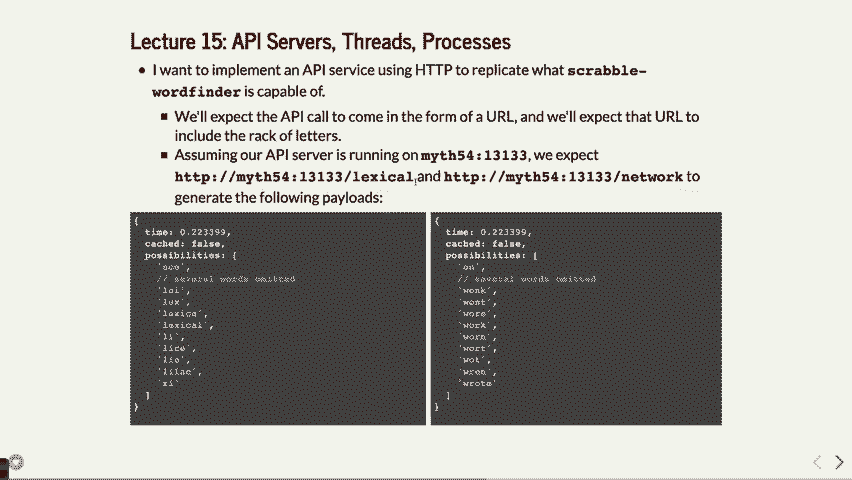 Lecture 15: API Servers, Threads, Processes
• I want to implement an API service using HTTP to replicate what scrabble-
wordfinder is capable of.
▪ We'll expect the API call to come in the form of a URL, and we'll expect that URL to
include the rack of letters.
▪ Assuming our API server is running on myth54:13133, we expect
http://myth54:13133/lexical and http://myth54:13133/network to
generate the following payloads:
{
time: 0.223399,
cached: false,
possibilities: [
// several words omitted
'lei',
'lex',
'lexica',
'lexical',
'li',
'lice',
'lie',
'lilac',
'xi'
]
}
{
time: 0.223399,
cached: false,
possibilities: [
'en',
// several words omitted
'wonk',
'wont',
'wore',
'work',
'worn',
'wort',
'wot',
'wren',
'wrote'
]
}